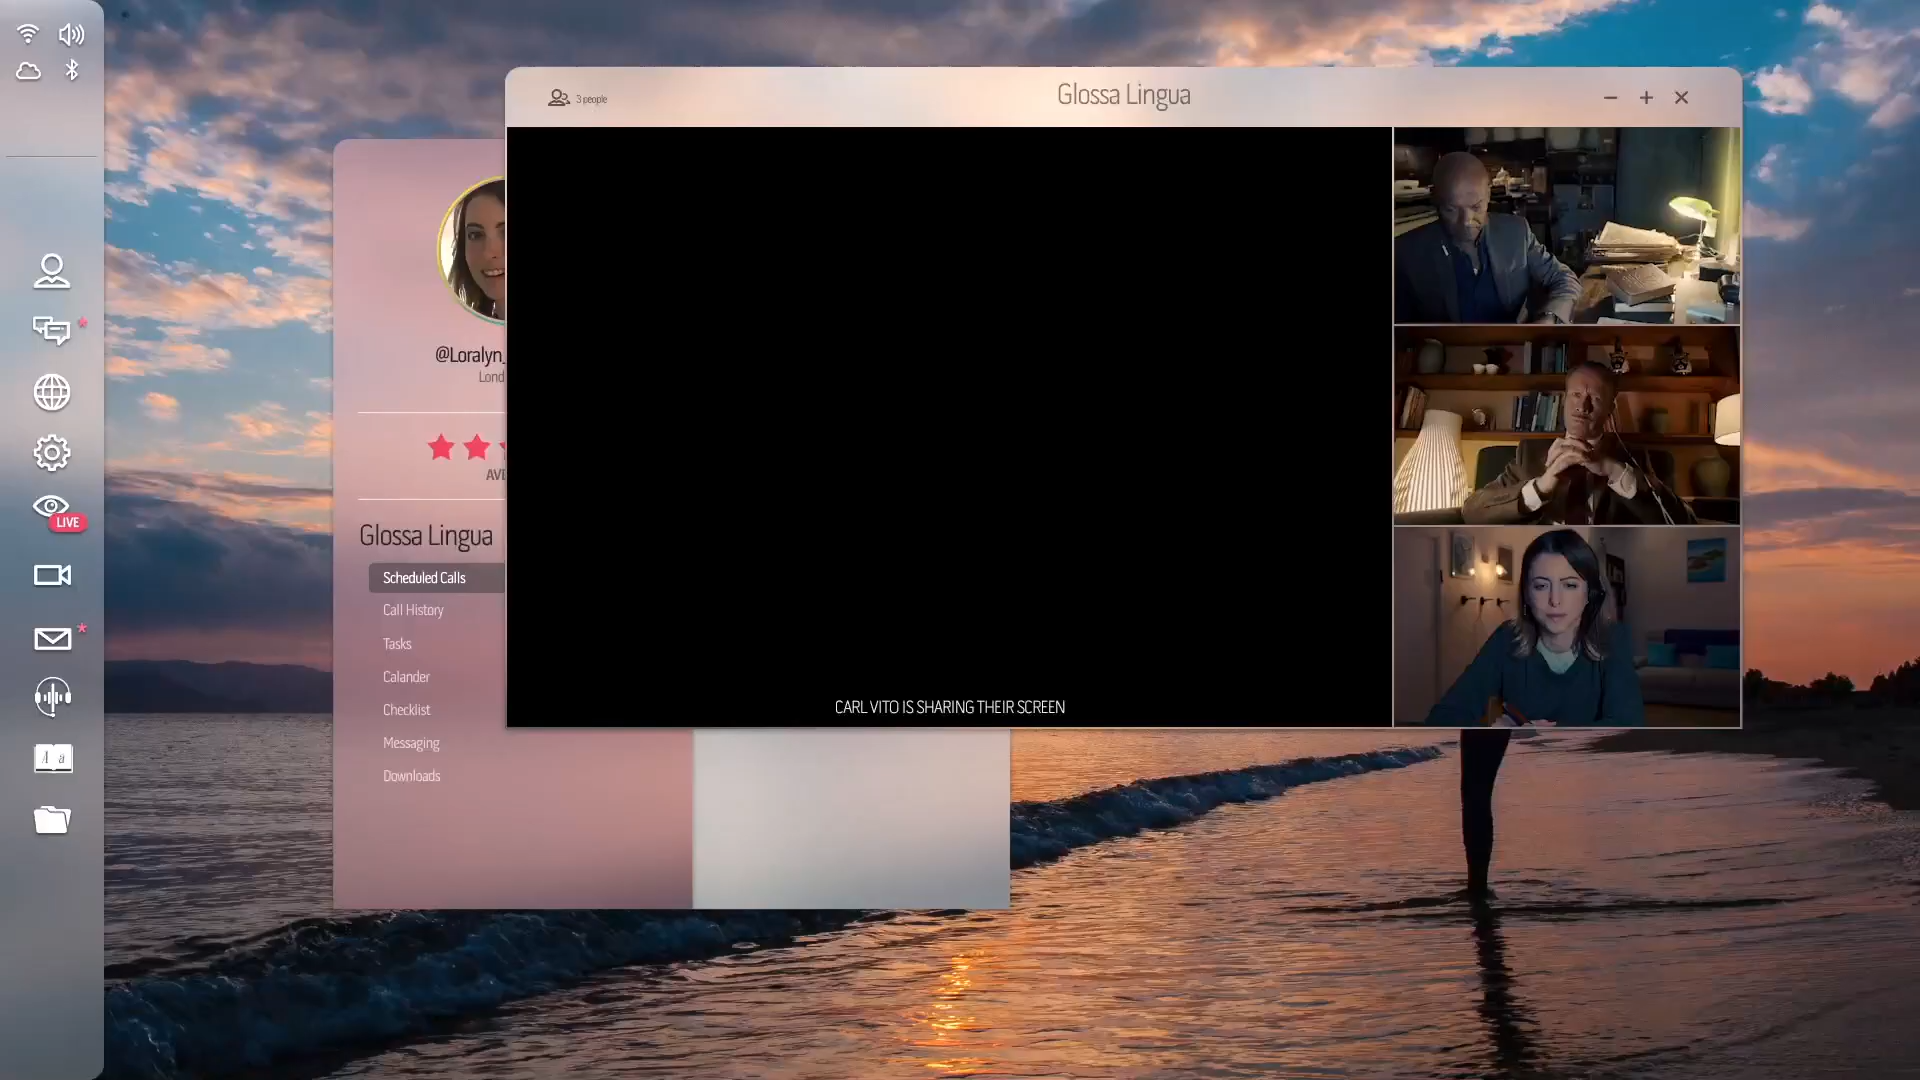 3 people
Glossa Lingua
@Loralyn_
Lond
Glossa Lingua
Scheduled Calls
Call History
Tasks
Calander
Checklist
Messaging
Downloads
LIVE
A a
CARL VITO IS SHARING THEIR SCREEN